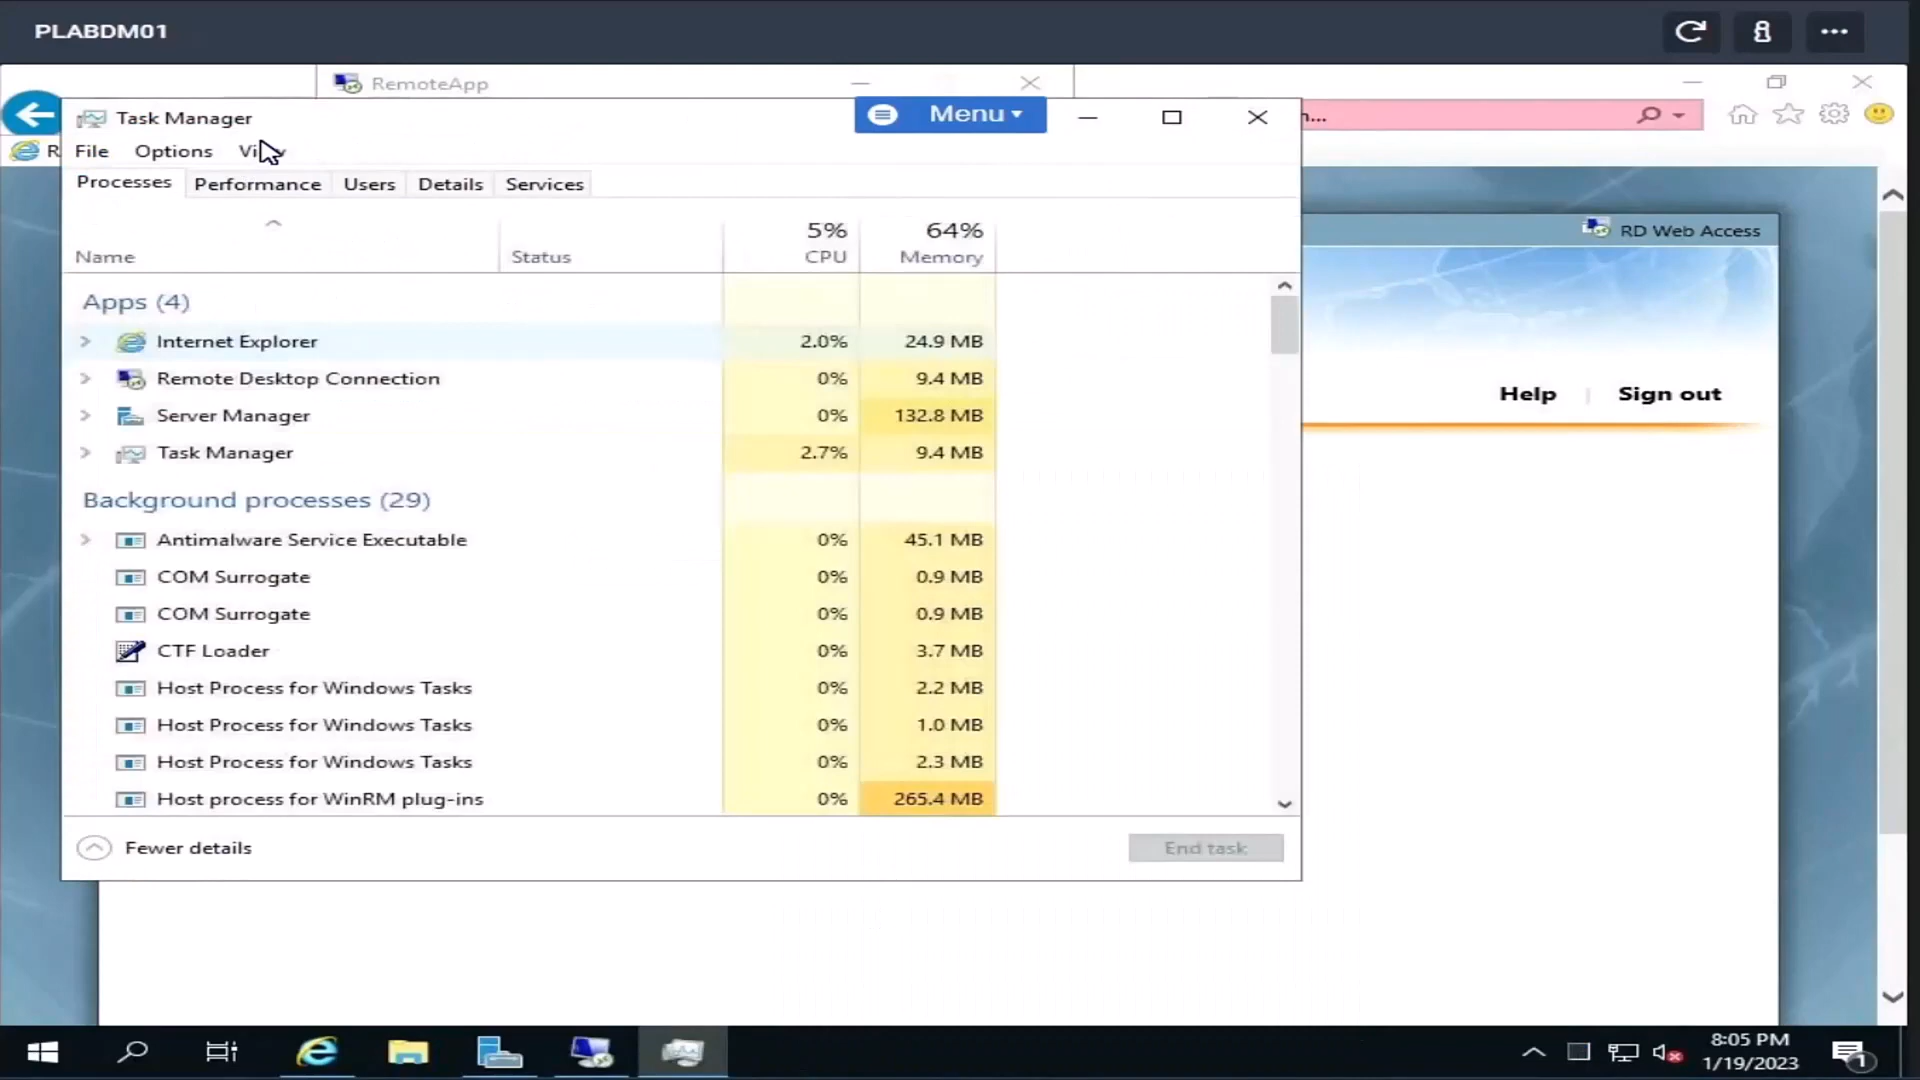 PLABDM01
RemoteApp
Task Manager
Menu
File Options
Processes Performance Users Details Services
5% 64%
Name Status CPU Memory
Apps (4)
Internet Explorer 2.0% 24.9 MB
Remote Desktop Connection 0% 9.4 MB
Server Manager 0% 132.8 MB
Task Manager 2.7% 9.4 MB
Background processes (29)
Antimalware Service Executable 0% 45.1 MB
COM Surrogate 0% 0.9 MB
COM Surrogate 0% 0.9 MB
CTF Loader 0% 3.7 MB
Host Process for Windows Tasks 0% 2.2 MB
Host Process for Windows Tasks 0% 1.0 MB
Host Process for Windows Tasks 0% 2.3 MB
Host process for WinRM plug-ins 0% 265.4 MB
Fewer details End task
RD Web Access
Help Sign out
8:05 PM
1/19/2023
1